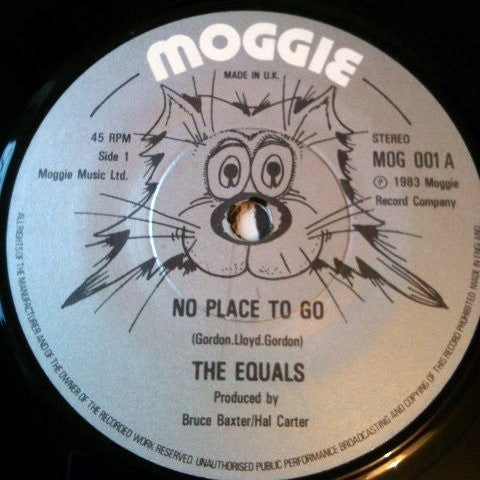 MOGGIE
MADE IN U.K.
45 RPM
Side 1
Moggie Music Ltd.
STEREO
MOG 001 A
Ⓟ 1983 Moggie
Record Company
NO PLACE TO GO
(Gordon.Lloyd.Gordon)
THE EQUALS
Produced by
Bruce Baxter/Hal Carter
ALL RIGHTS OF THE MANUFACTURER AND OF THE OWNER OF THE RECORDED WORK RESERVED UNAUTHORISED PUBLIC PERFORMANCE BROADCASTING AND COPYING OF THIS RECORD PROHIBITED MADE IN ENGLAND